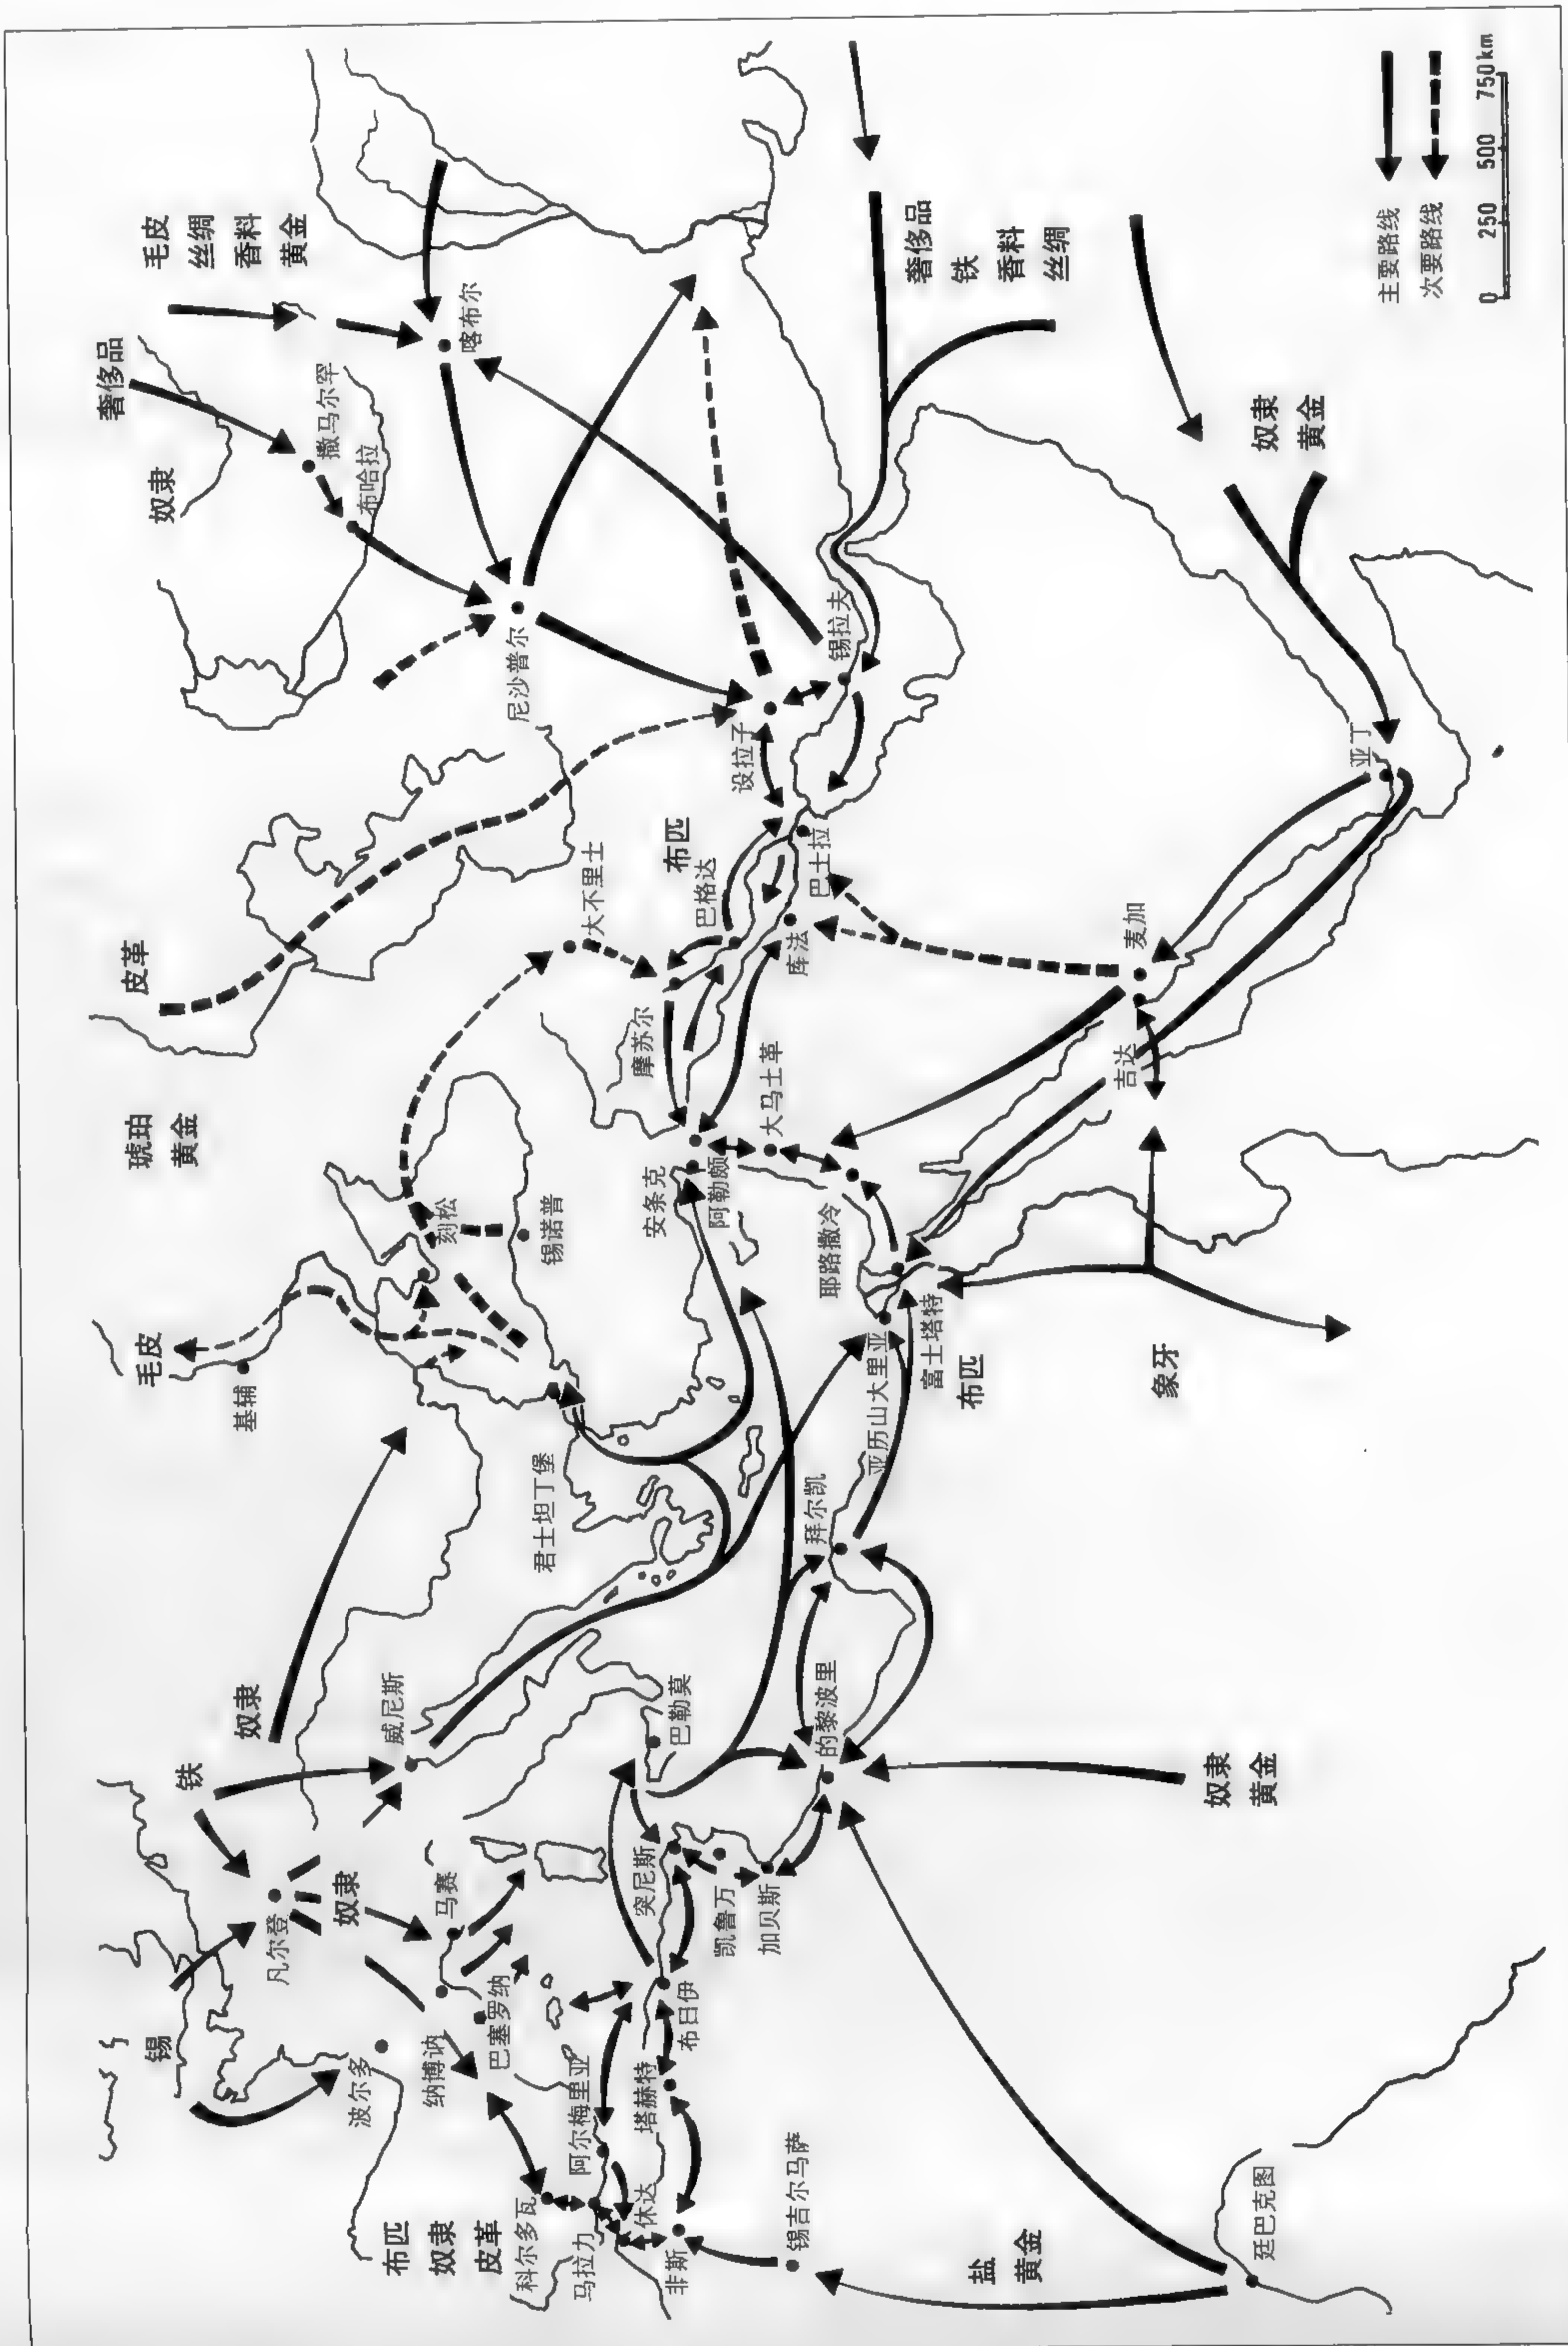 毛皮
丝绸
香料
黄金
奢侈品
奴隶
撒马尔罕
布哈拉
喀布尔
尼沙普尔
奢侈品
铁
香料
丝绸
奴隶
黄金
主要路线
次要路线
0 250 500 750km
皮革
琥珀
黄金
大不里士
布匹
巴格达
设拉子
锡拉夫
巴士拉
库法
摩苏尔
大马士革
安条克
阿勒颇
耶路撒冷
麦加
吉达
亚丁
毛皮
基辅
刻松
锡诺普
君士坦丁堡
亚历山大里亚
富士塔特
布匹
象牙
拜尔凯
铁
奴隶
威尼斯
巴勒莫
的黎波里
奴隶
黄金
锡
凡尔登
奴隶
马赛
波尔多
纳博讷
巴塞罗纳
突尼斯
凯鲁万
加贝斯
布日伊
阿尔梅里亚
塔赫特
布匹
奴隶
皮革
科尔多瓦
马拉力
休达
非斯
锡吉尔马萨
盐
黄金
廷巴克图